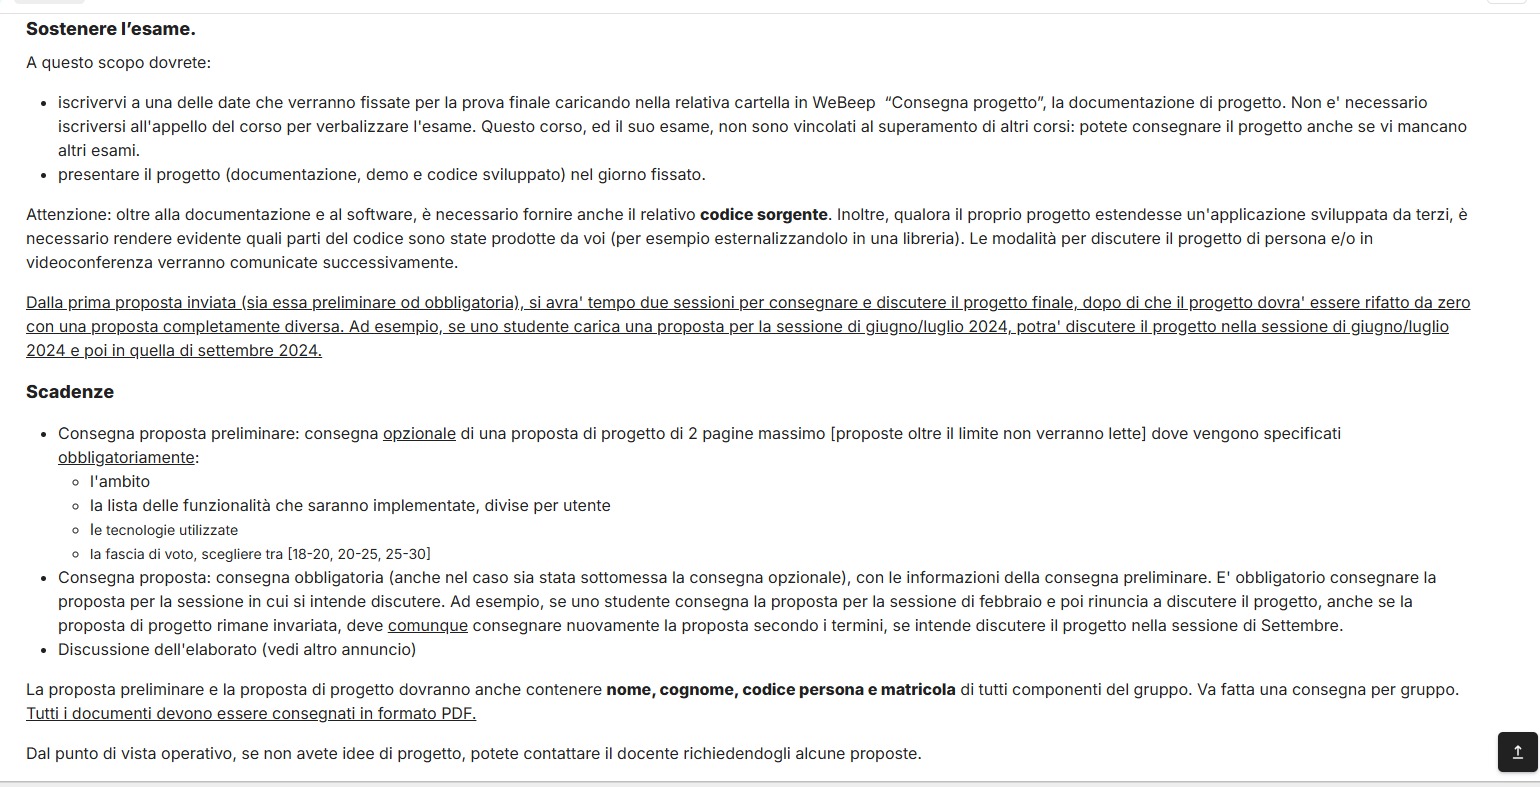 Sostenere l’esame.
A questo scopo dovrete:
iscrivervi a una delle date che verranno fissate per la prova finale caricando nella relativa cartella in WeBeep  “Consegna progetto”, la documentazione di progetto. Non e' necessario
iscriversi all'appello del corso per verbalizzare l'esame. Questo corso, ed il suo esame, non sono vincolati al superamento di altri corsi: potete consegnare il progetto anche se vi mancano
altri esami.
presentare il progetto (documentazione, demo e codice sviluppato) nel giorno fissato.
Attenzione: oltre alla documentazione e al software, è necessario fornire anche il relativo codice sorgente. Inoltre, qualora il proprio progetto estendesse un'applicazione sviluppata da terzi, è
necessario rendere evidente quali parti del codice sono state prodotte da voi (per esempio esternalizzandolo in una libreria). Le modalità per discutere il progetto di persona e/o in
videoconferenza verranno comunicate successivamente.
Dalla prima proposta inviata (sia essa preliminare od obbligatoria), si avra' tempo due sessioni per consegnare e discutere il progetto finale, dopo di che il progetto dovra' essere rifatto da zero
con una proposta completamente diversa. Ad esempio, se uno studente carica una proposta per la sessione di giugno/luglio 2024, potra' discutere il progetto nella sessione di giugno/luglio
2024 e poi in quella di settembre 2024.
Scadenze
Consegna proposta preliminare: consegna opzionale di una proposta di progetto di 2 pagine massimo [proposte oltre il limite non verranno lette] dove vengono specificati
obbligatoriamente:
l'ambito
la lista delle funzionalità che saranno implementate, divise per utente
le tecnologie utilizzate
la fascia di voto, scegliere tra [18-20, 20-25, 25-30]
Consegna proposta: consegna obbligatoria (anche nel caso sia stata sottomessa la consegna opzionale), con le informazioni della consegna preliminare. E' obbligatorio consegnare la
proposta per la sessione in cui si intende discutere. Ad esempio, se uno studente consegna la proposta per la sessione di febbraio e poi rinuncia a discutere il progetto, anche se la
proposta di progetto rimane invariata, deve comunque consegnare nuovamente la proposta secondo i termini, se intende discutere il progetto nella sessione di Settembre.
Discussione dell'elaborato (vedi altro annuncio)
La proposta preliminare e la proposta di progetto dovranno anche contenere nome, cognome, codice persona e matricola di tutti componenti del gruppo. Va fatta una consegna per gruppo.
Tutti i documenti devono essere consegnati in formato PDF.
Dal punto di vista operativo, se non avete idee di progetto, potete contattare il docente richiedendogli alcune proposte.